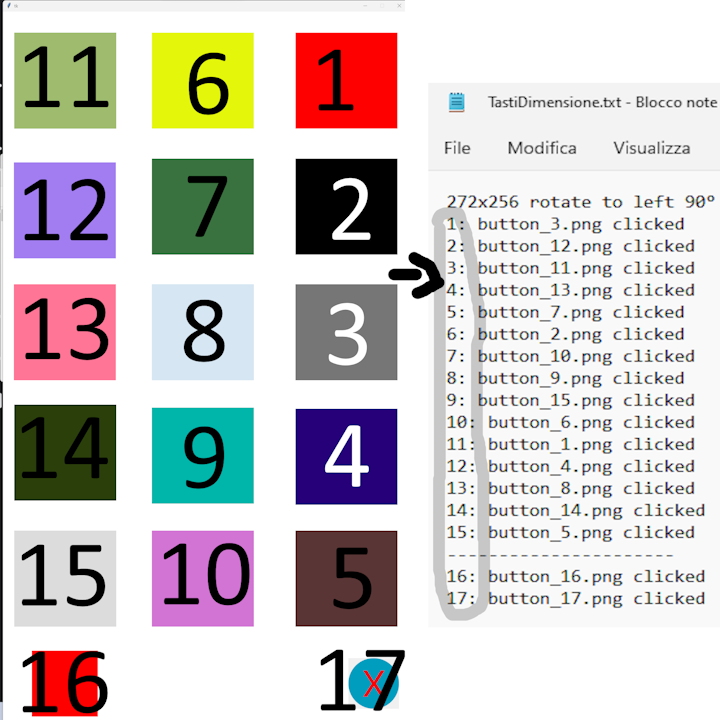 11 6 1
12 7 2
13 8 3
14 9 4
15 10 5
16 17
X
TastiDimensione.txt - Blocco note
File Modifica Visualizza
272x256 rotate to left 90°
1: button_3.png clicked
2: button_12.png clicked
3: button_11.png clicked
4: button_13.png clicked
5: button_7.png clicked
6: button_2.png clicked
7: button_10.png clicked
8: button_9.png clicked
9: button_15.png clicked
10: button_6.png clicked
11: button_1.png clicked
12: button_4.png clicked
13: button_8.png clicked
14: button_14.png clicked
15: button_5.png clicked
-----------------------
16: button_16.png clicked
17: button_17.png clicked